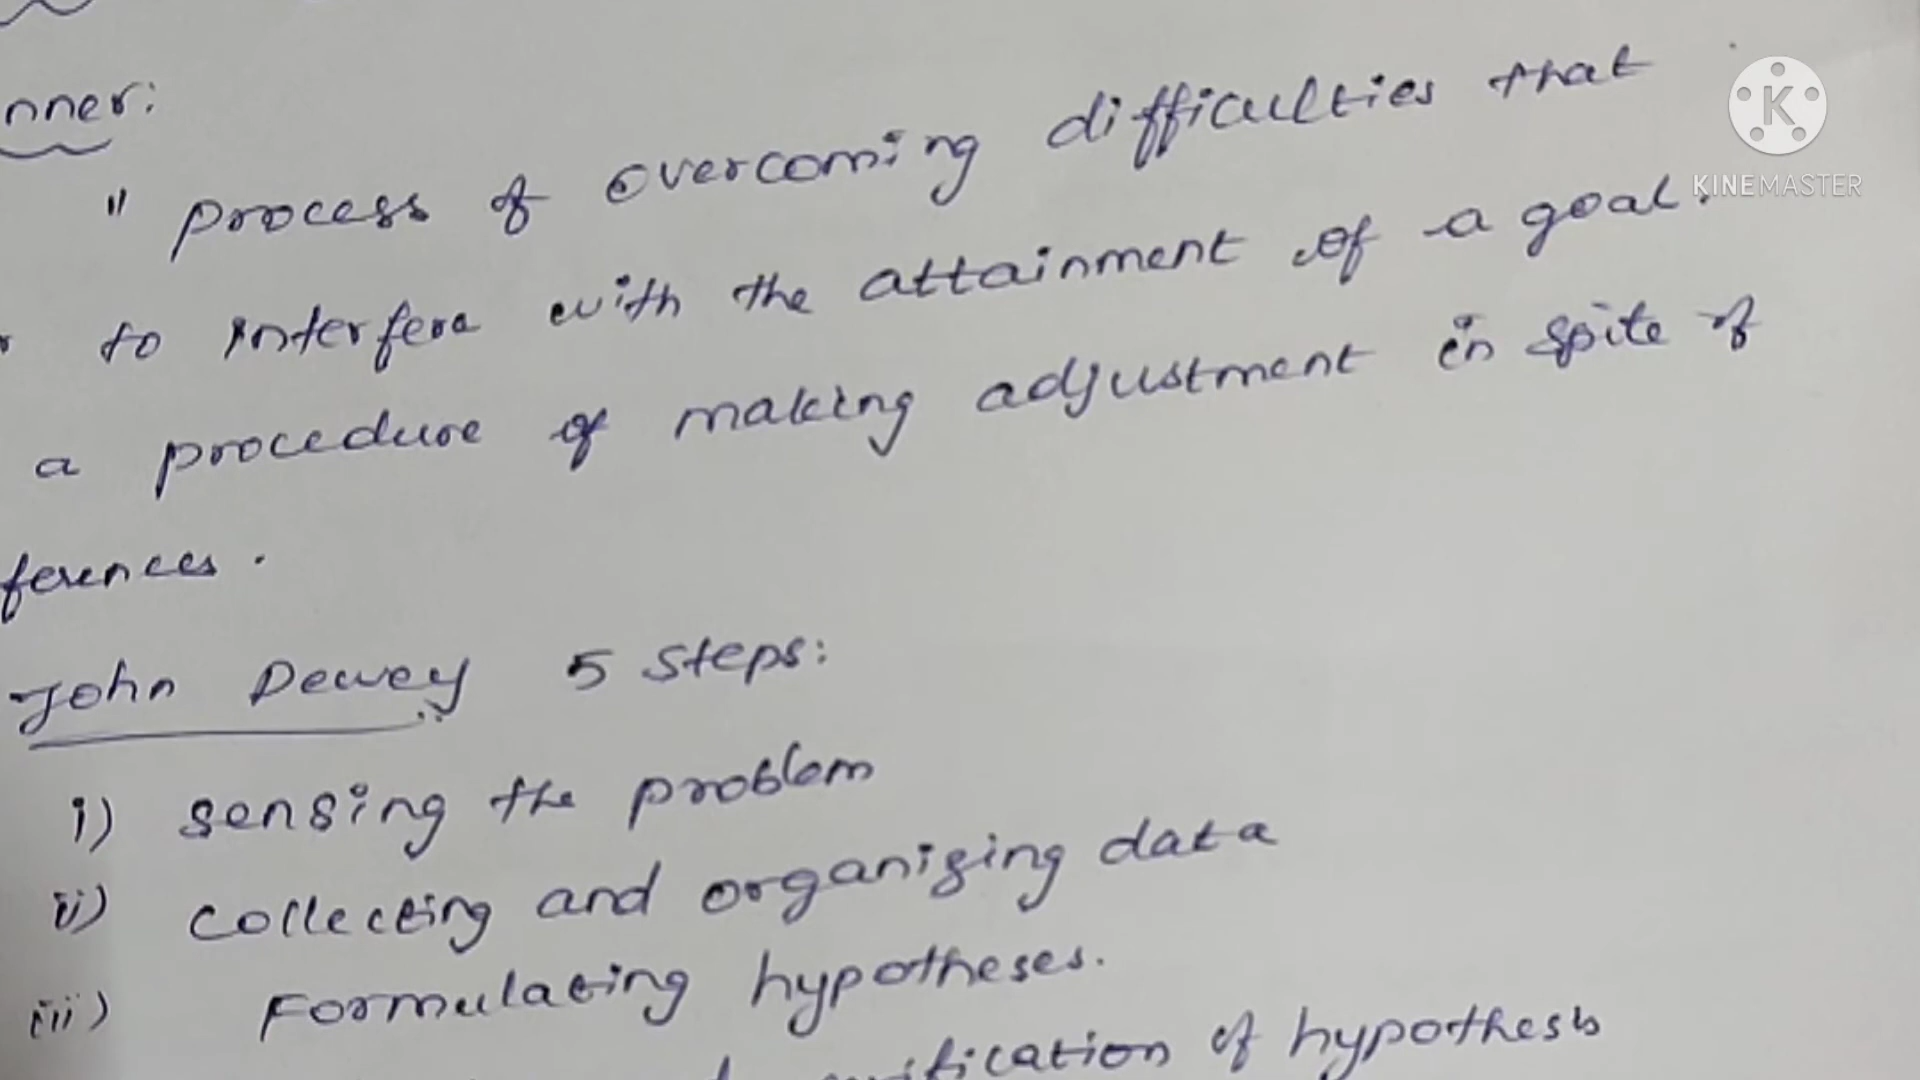 nner:
" process of overcoming difficulties that
to interfere with the attainment of a goal.
a procedure of making adjustment in spite of
ferences.
John Dewey 5 steps:
i) sensing the problem
ii) collecting and organizing data
iii) Formulating hypotheses.
of hypothesis
KINEMASTER